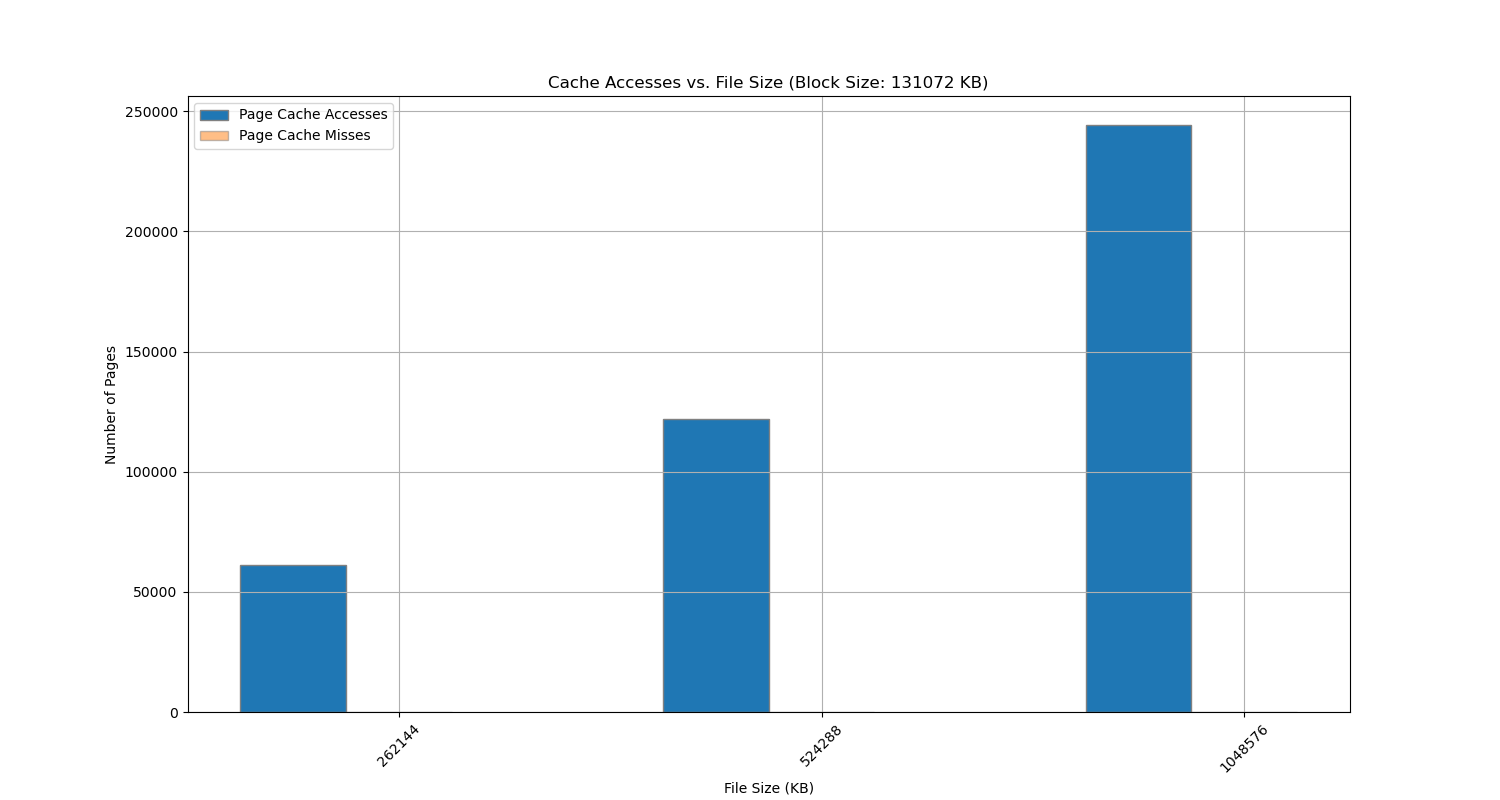 Cache Accesses vs. File Size (Block Size: 131072 KB)
Page Cache Accesses
Page Cache Misses
250000
200000
150000
100000
50000
0
Number of Pages
262144
524288
1048576
File Size (KB)